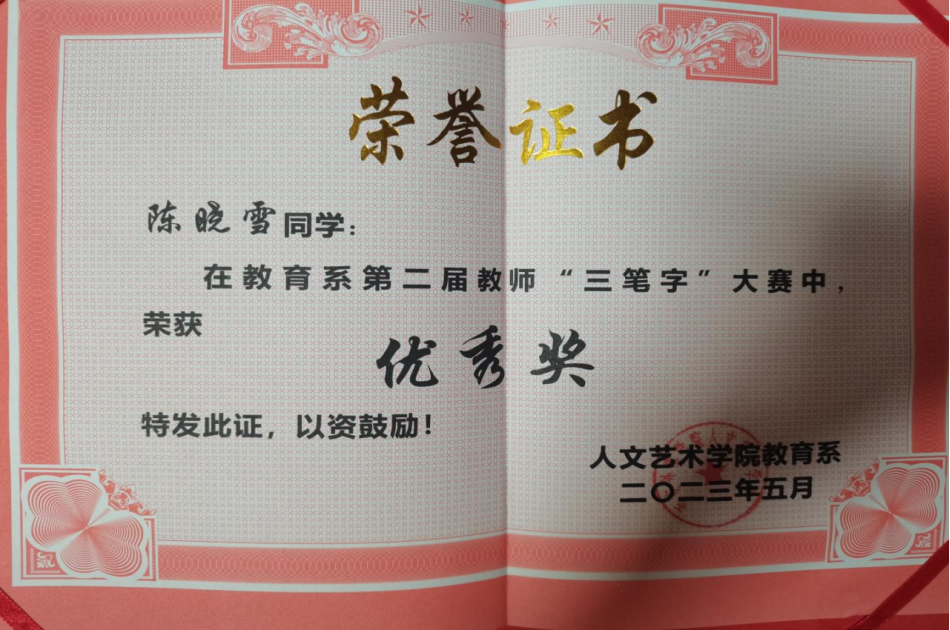 荣誉证书
陈晓雪同学：
在教育系第二届教师“三笔字”大赛中，
荣获
优秀奖
特发此证，以资鼓励！
人文艺术学院教育系
二〇二三年五月